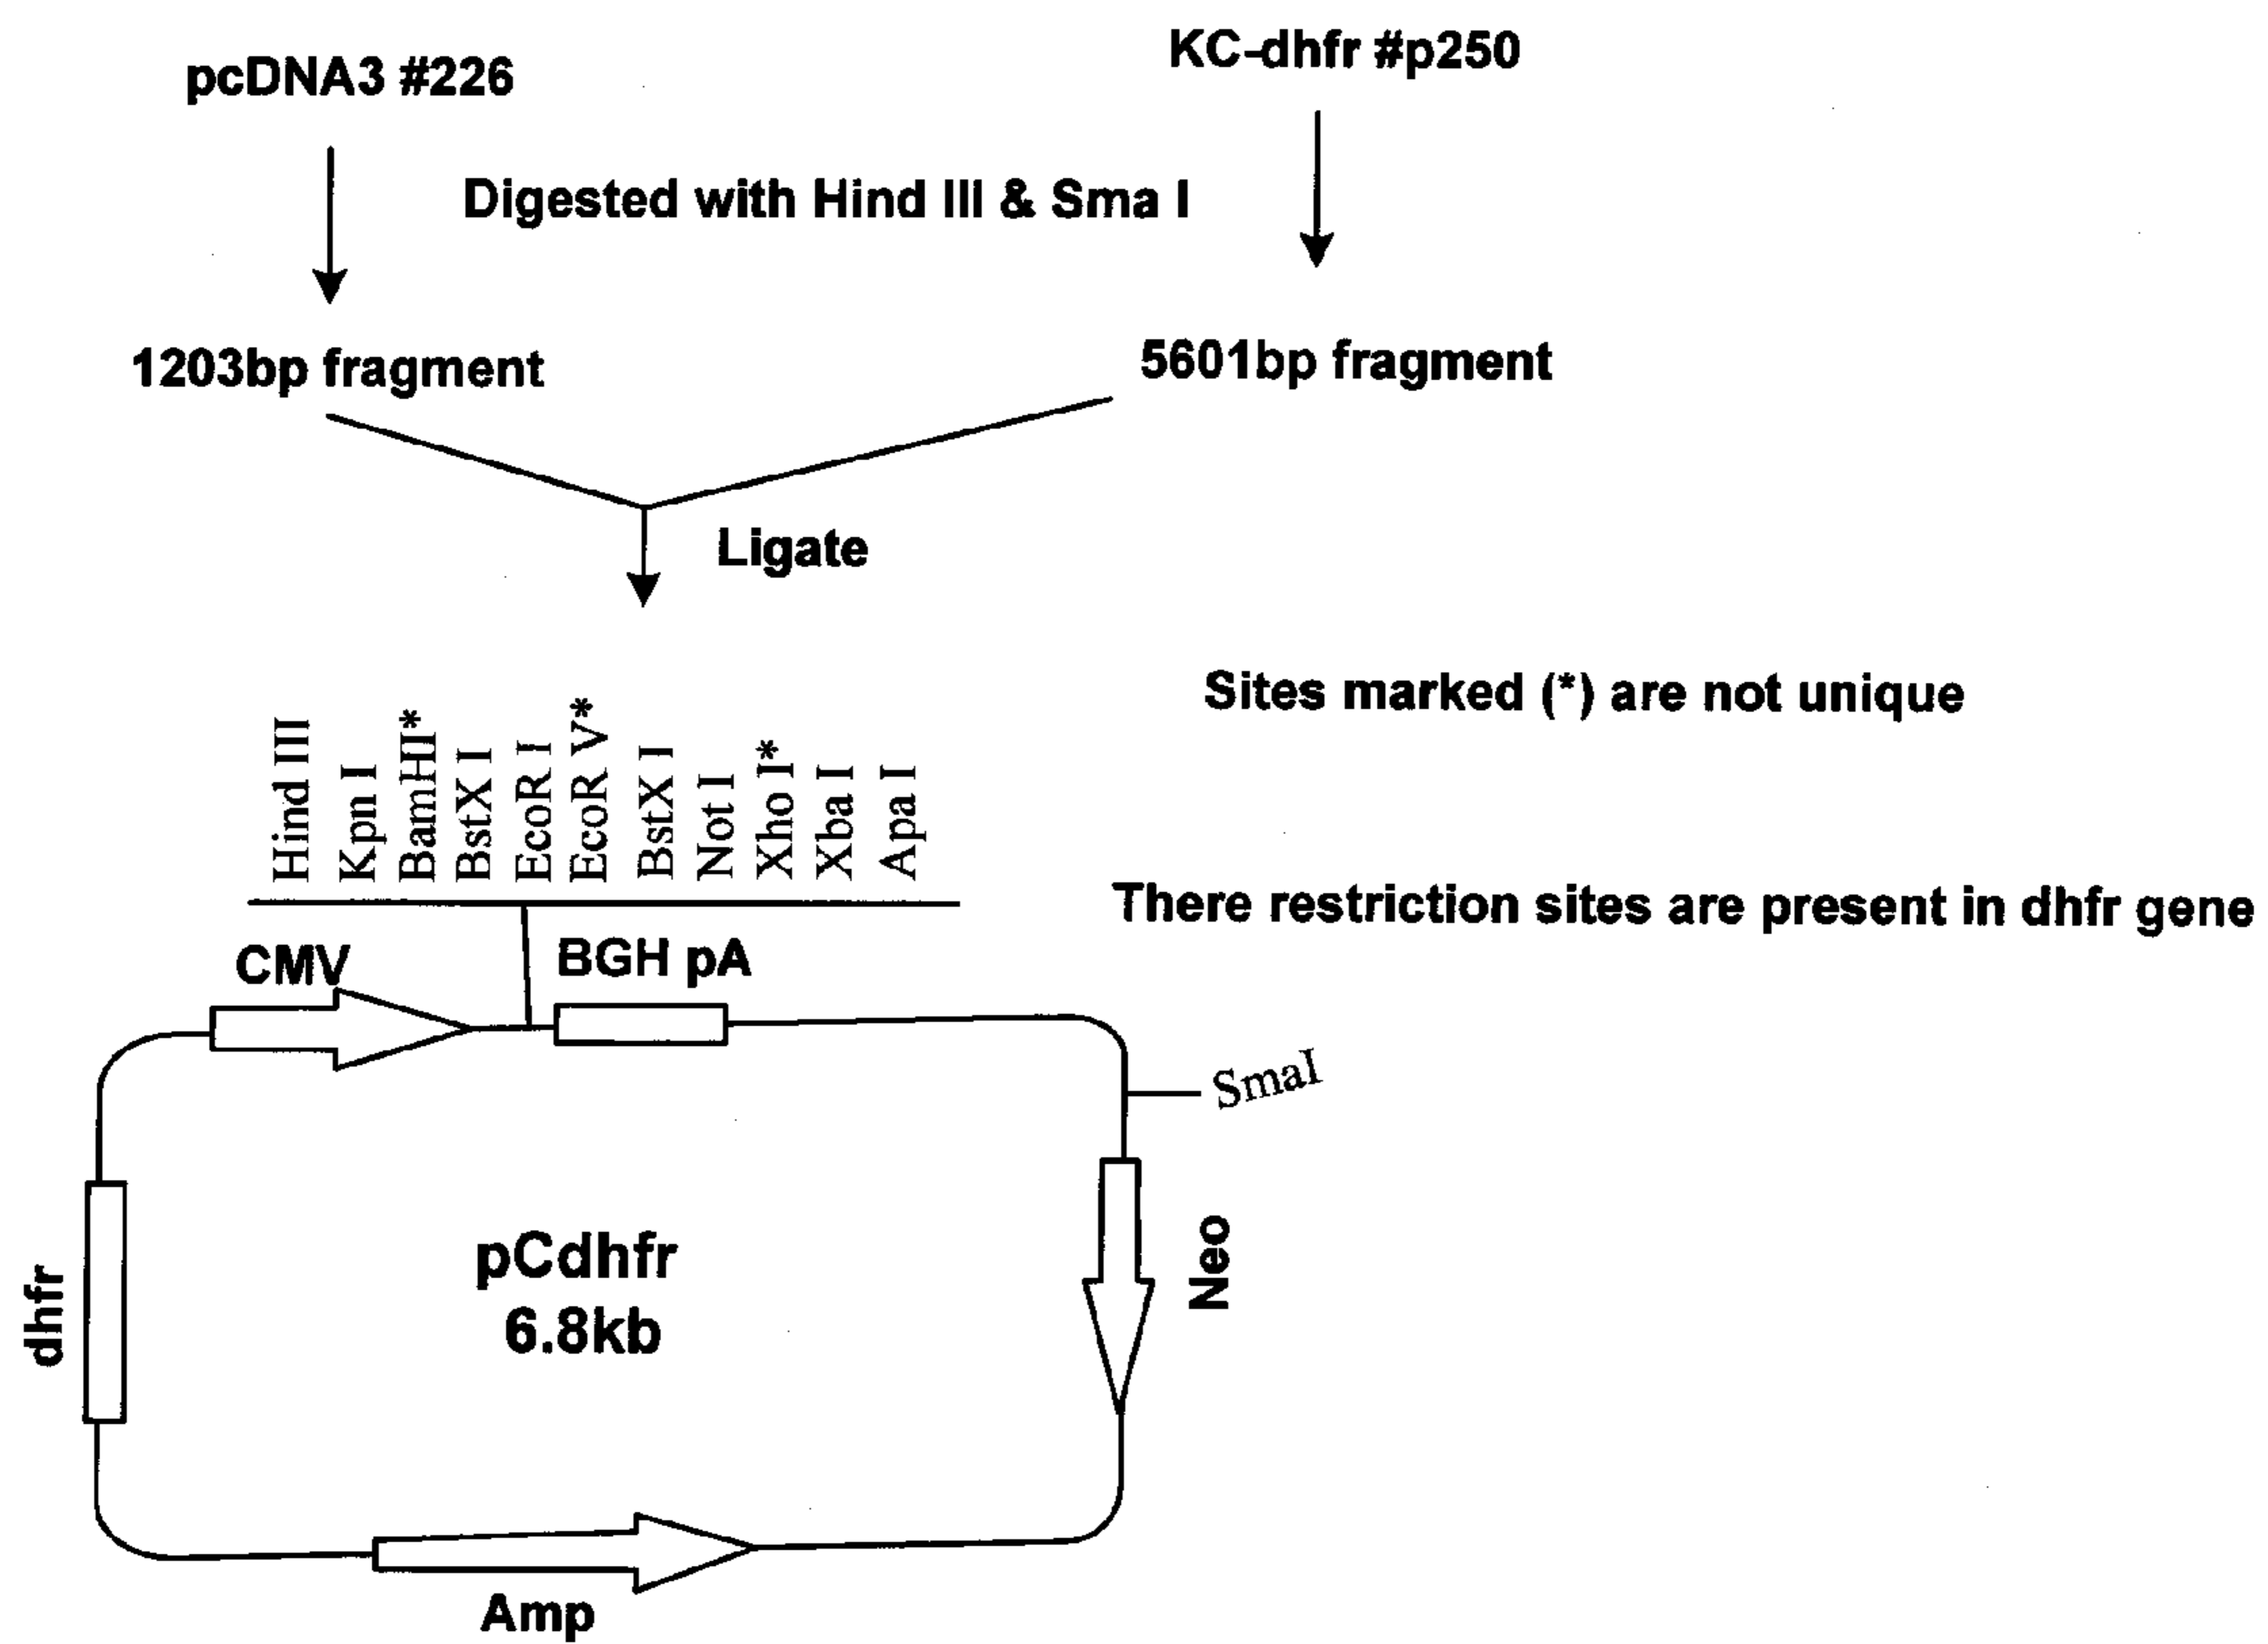 pcDNA3 #226
KC-dhfr #p250
Digested with Hind III & Sma I
1203bp fragment
5601bp fragment
Ligate
Sites marked (*) are not unique
Hind III
Kpn I
BamHI*
BstX I
EcoR I
EcoR V*
BstX I
Not I
Xho I*
Xba I
Apa I
There restriction sites are present in dhfr gene
CMV
BGH pA
SmaI
dhfr
pCdhfr
6.8kb
Neo
Amp